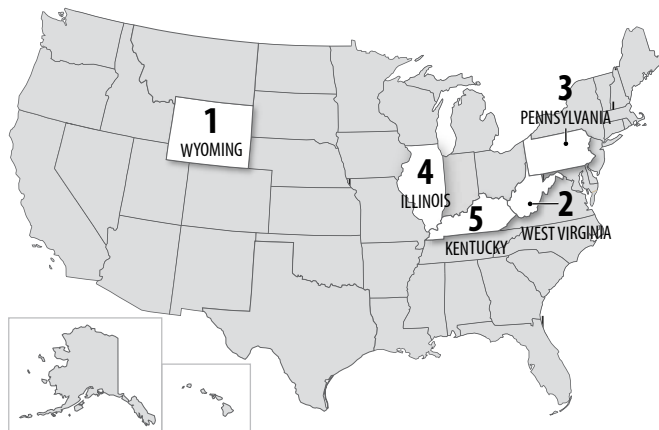 1
WYOMING
2
WEST VIRGINIA
3
PENNSYLVANIA
4
ILLINOIS
5
KENTUCKY